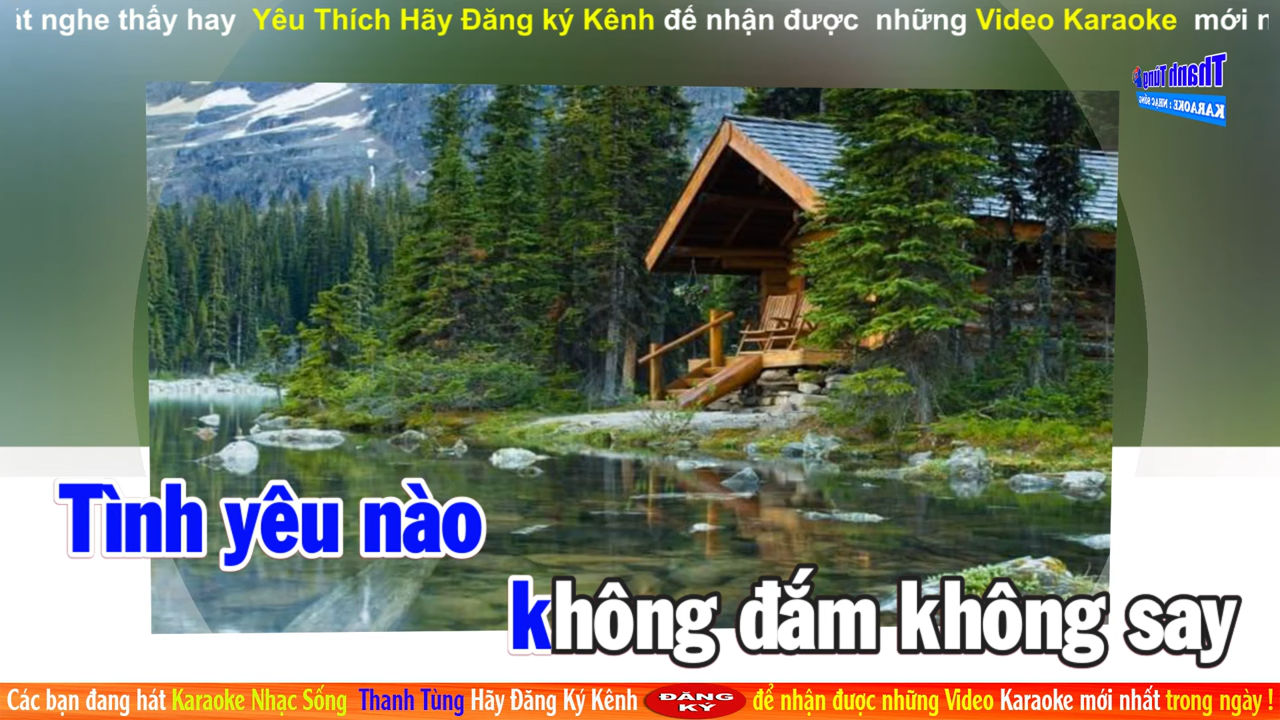 nghe thấy hay Yêu Thích Hãy Đăng ký Kênh để nhận được những Video Karaoke mới
Thanh Tùng
KARAOKE : NHẠC SỐNG
Tình yêu nào
không đắm không say
Các bạn đang hát Karaoke Nhạc Sống Thanh Tùng Hãy Đăng Ký Kênh ĐĂNG KÝ để nhận được những Video Karaoke mới nhất trong ngày !